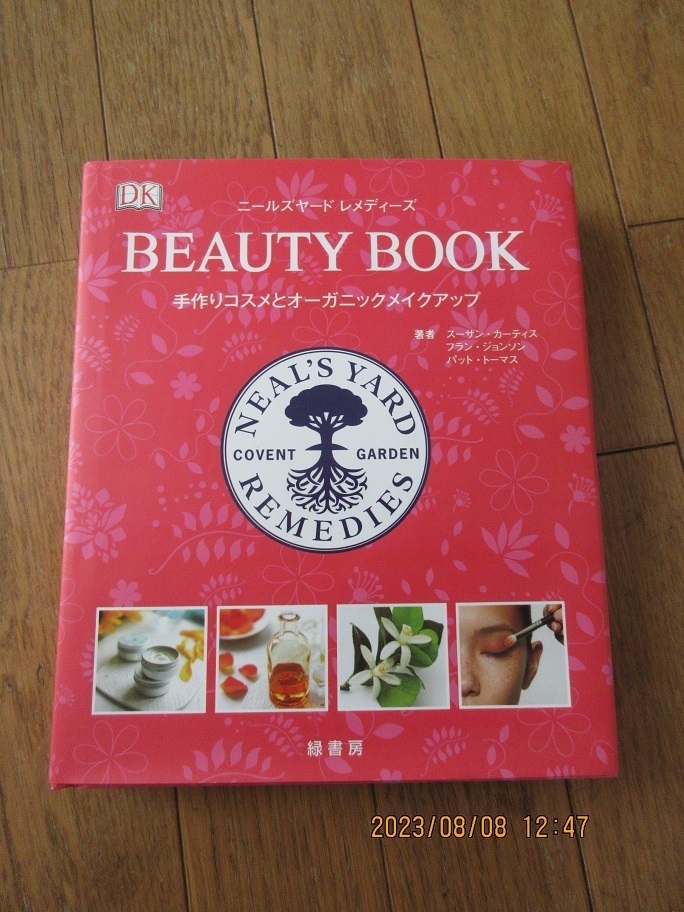 DK
ニールズヤード レメディーズ
BEAUTY BOOK
手作りコスメとオーガニックメイクアップ
著者 スーザン・カーティス
フラン・ジョンソン
パット・トーマス
NEAL'S YARD
COVENT GARDEN
REMEDIES
緑書房
2023/08/08 12:47